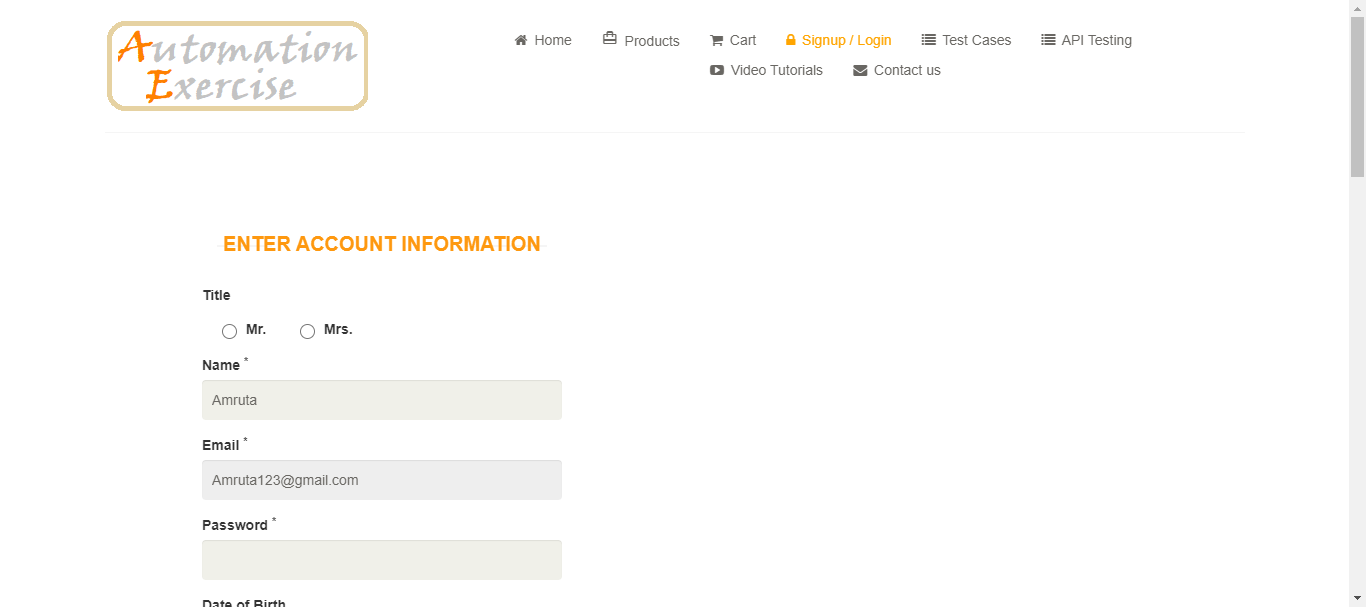 Automation
Exercise
Home Products Cart Signup / Login Test Cases API Testing
Video Tutorials Contact us
ENTER ACCOUNT INFORMATION
Title
Mr. Mrs.
Name *
Amruta
Email *
Amruta123@gmail.com
Password *
Date of Birth